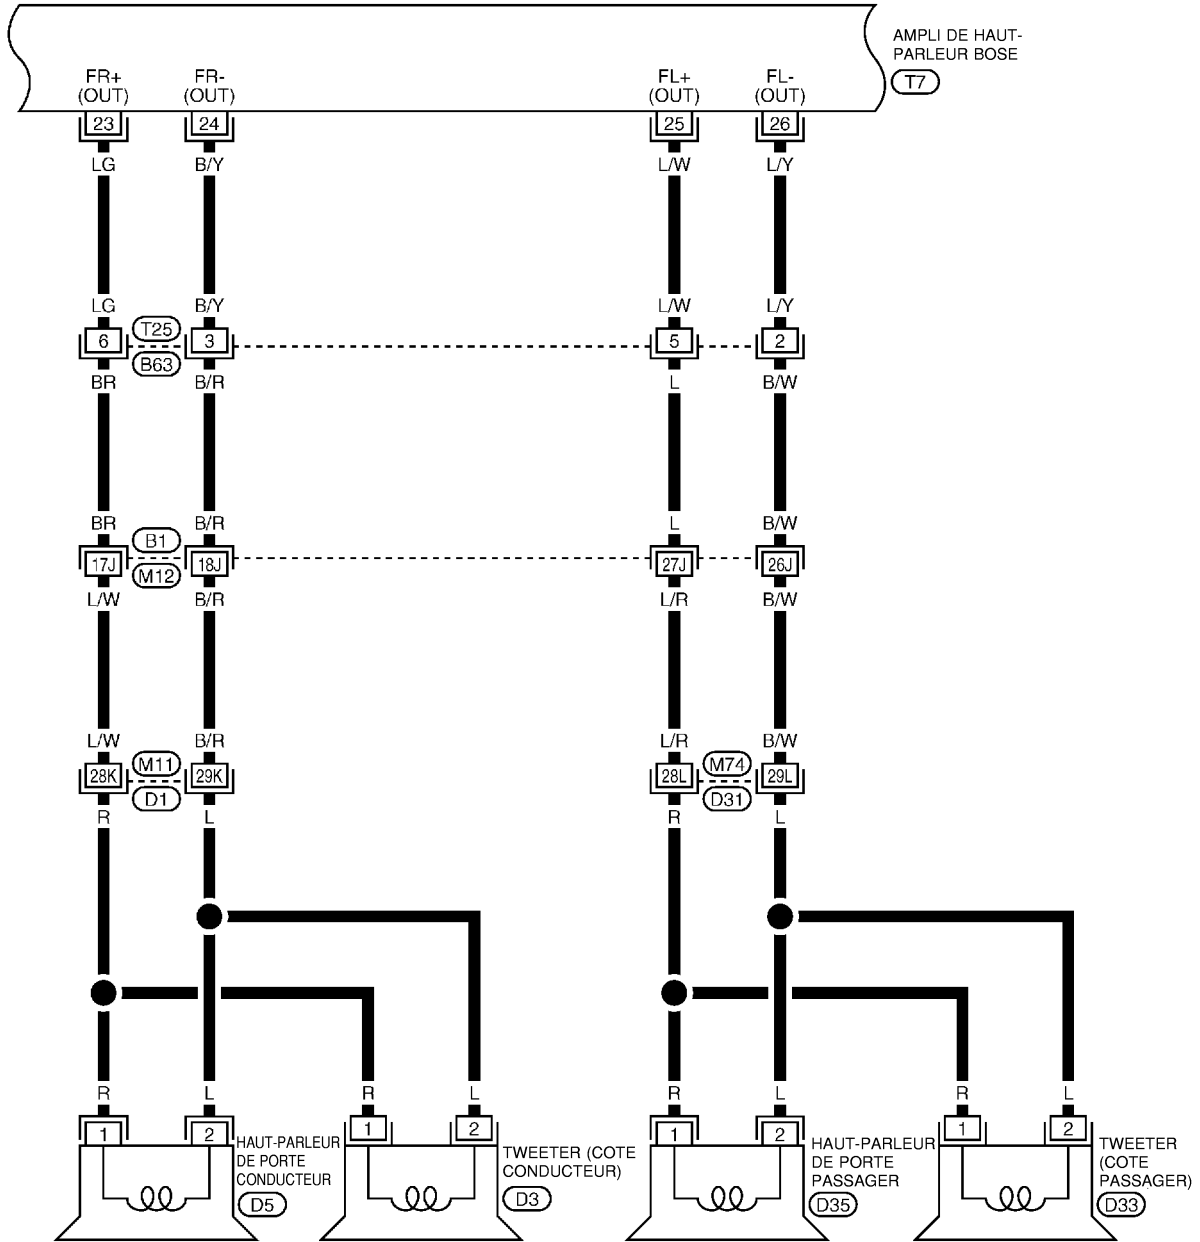 AMPLI DE HAUT-
PARLEUR BOSE
T7
FR+ FR- FL+ FL-
(OUT) (OUT) (OUT) (OUT)
23 24 25 26
LG B/Y L/W L/Y
LG B/Y L/W L/Y
6 T25 3 5 2
B63
BR B/R L B/W
BR B/R L B/W
B1
17J 18J 27J 26J
M12
L/W B/R L/R B/W
L/W B/R L/R B/W
M11 M74
28K 29K 28L 29L
D1 D31
R L R L
R L R L R L R L
1 2 1 2 1 2 1 2
HAUT-PARLEUR
DE PORTE
CONDUCTEUR
D5
TWEETER (COTE
CONDUCTEUR)
D3
HAUT-PARLEUR
DE PORTE
PASSAGER
D35
TWEETER
(COTE
PASSAGER)
D33